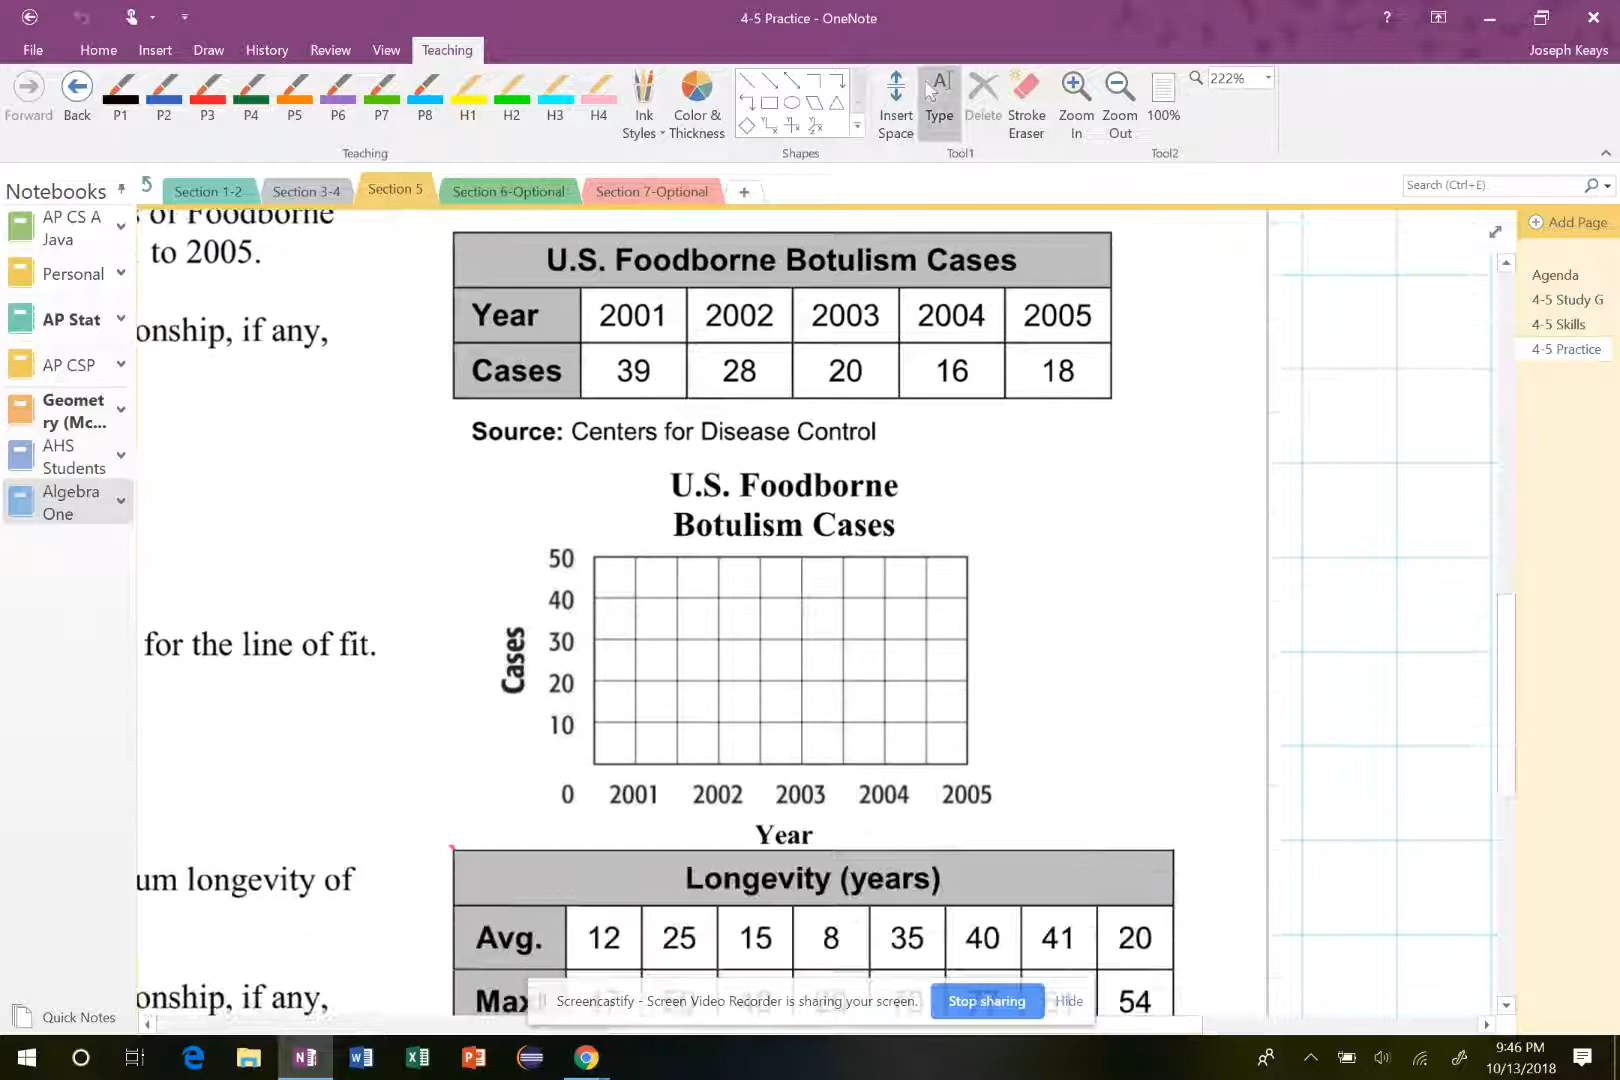 4-5 Practice - OneNote
?
File Home Insert Draw History Review View Teaching Joseph Keays
Forward Back P1 P2 P3 P4 P5 P6 P7 P8 H1 H2 H3 H4 Ink Styles Color & Thickness Insert Space Type Delete Stroke Eraser Zoom In Zoom Out 100% 222%
Teaching Shapes Tool1 Tool2
Notebooks Section 1-2 Section 3-4 Section 5 Section 6-Optional Section 7-Optional + Search (Ctrl+E)
Add Page
Agenda
4-5 Study G
4-5 Skills
4-5 Practice
AP CS A Java
Personal
AP Stat
AP CSP
Geomet
ry (Mc...
AHS Students
Algebra One
Quick Notes
of Foodborne
to 2005.
onship, if any,
for the line of fit.
um longevity of
onship, if any,
U.S. Foodborne Botulism Cases
Year 2001 2002 2003 2004 2005
Cases 39 28 20 16 18
Source: Centers for Disease Control
U.S. Foodborne
Botulism Cases
50
40
30
20
10
Cases
0 2001 2002 2003 2004 2005
Year
Longevity (years)
Avg. 12 25 15 8 35 40 41 20
Max 54
Screencastify - Screen Video Recorder is sharing your screen. Stop sharing Hide
9:46 PM
10/13/2018